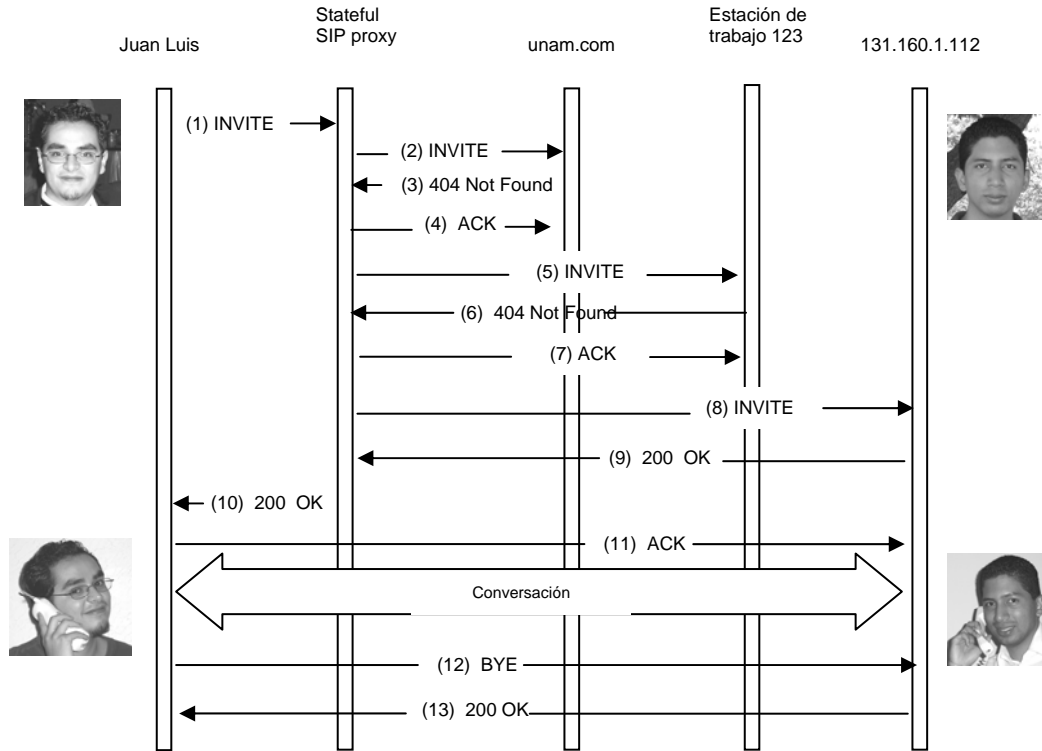 Juan Luis
Stateful
SIP proxy
unam.com
Estación de
trabajo 123
131.160.1.112
(1) INVITE
(2) INVITE
(3) 404 Not Found
(4) ACK
(5) INVITE
(6) 404 Not Found
(7) ACK
(8) INVITE
(9) 200 OK
(10) 200 OK
(11) ACK
Conversación
(12) BYE
(13) 200 OK